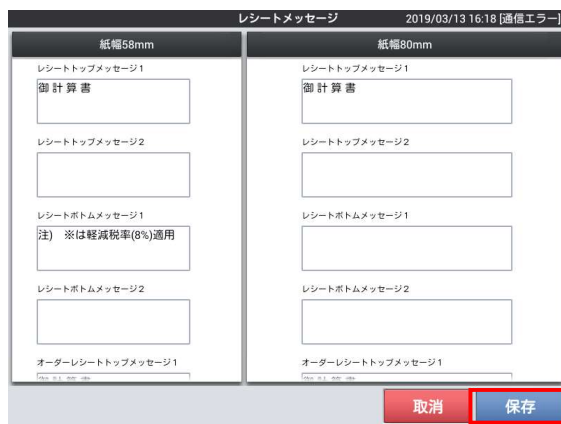 レシートメッセージ 2019/03/13 16:18 [通信エラー]
紙幅58mm
レシートトップメッセージ1
御 計 算 書
レシートトップメッセージ2
レシートボトムメッセージ1
注) ※は軽減税率(8%)適用
レシートボトムメッセージ2
オーダーレシートトップメッセージ1
御 計 算 書
紙幅80mm
レシートトップメッセージ1
御 計 算 書
レシートトップメッセージ2
レシートボトムメッセージ1
レシートボトムメッセージ2
オーダーレシートトップメッセージ1
御 計 算 書
取消 保存